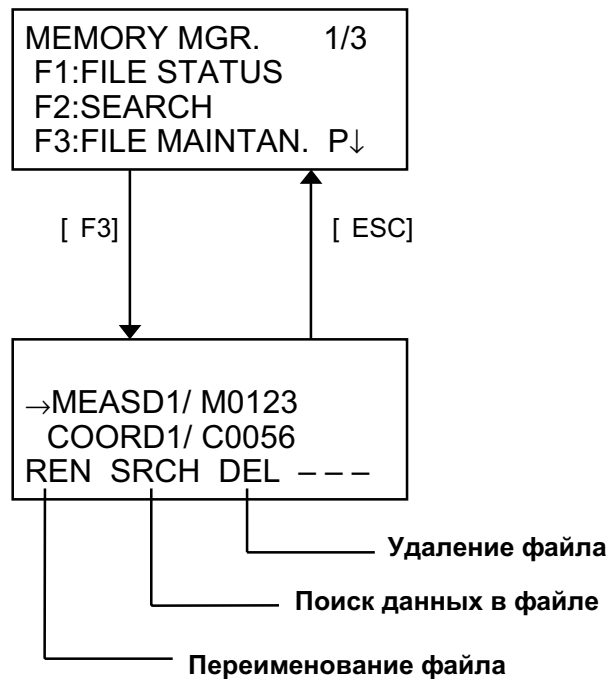 MEMORY MGR. 1/3
F1:FILE STATUS
F2:SEARCH
F3:FILE MAINTAN. P↓
[ F3] [ ESC]
→MEASD1/ M0123
COORD1/ C0056
REN SRCH DEL – – –
Удаление файла
Поиск данных в файле
Переименование файла